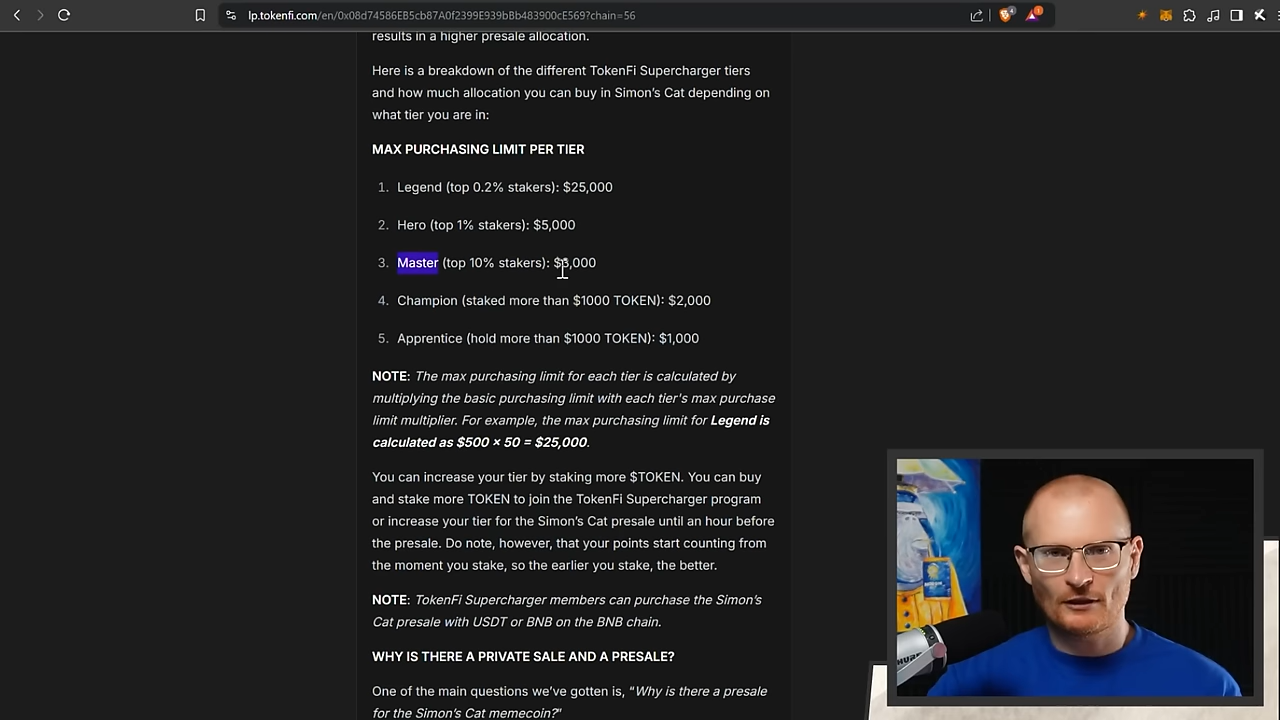 lp.tokenfi.com/en/0x08d74586EB5cb87A0f2399E939bBb483900cE569?chain=56
results in a higher presale allocation.
Here is a breakdown of the different TokenFi Supercharger tiers
and how much allocation you can buy in Simon’s Cat depending on
what tier you are in:
MAX PURCHASING LIMIT PER TIER
1. Legend (top 0.2% stakers): $25,000
2. Hero (top 1% stakers): $5,000
3. Master (top 10% stakers): $3,000
4. Champion (staked more than $1000 TOKEN): $2,000
5. Apprentice (hold more than $1000 TOKEN): $1,000
NOTE: The max purchasing limit for each tier is calculated by
multiplying the basic purchasing limit with each tier's max purchase
limit multiplier. For example, the max purchasing limit for Legend is
calculated as $500 × 50 = $25,000.
You can increase your tier by staking more $TOKEN. You can buy
and stake more TOKEN to join the TokenFi Supercharger program
or increase your tier for the Simon’s Cat presale until an hour before
the presale. Do note, however, that your points start counting from
the moment you stake, so the earlier you stake, the better.
NOTE: TokenFi Supercharger members can purchase the Simon’s
Cat presale with USDT or BNB on the BNB chain.
WHY IS THERE A PRIVATE SALE AND A PRESALE?
One of the main questions we’ve gotten is, “Why is there a presale
for the Simon’s Cat memecoin?”